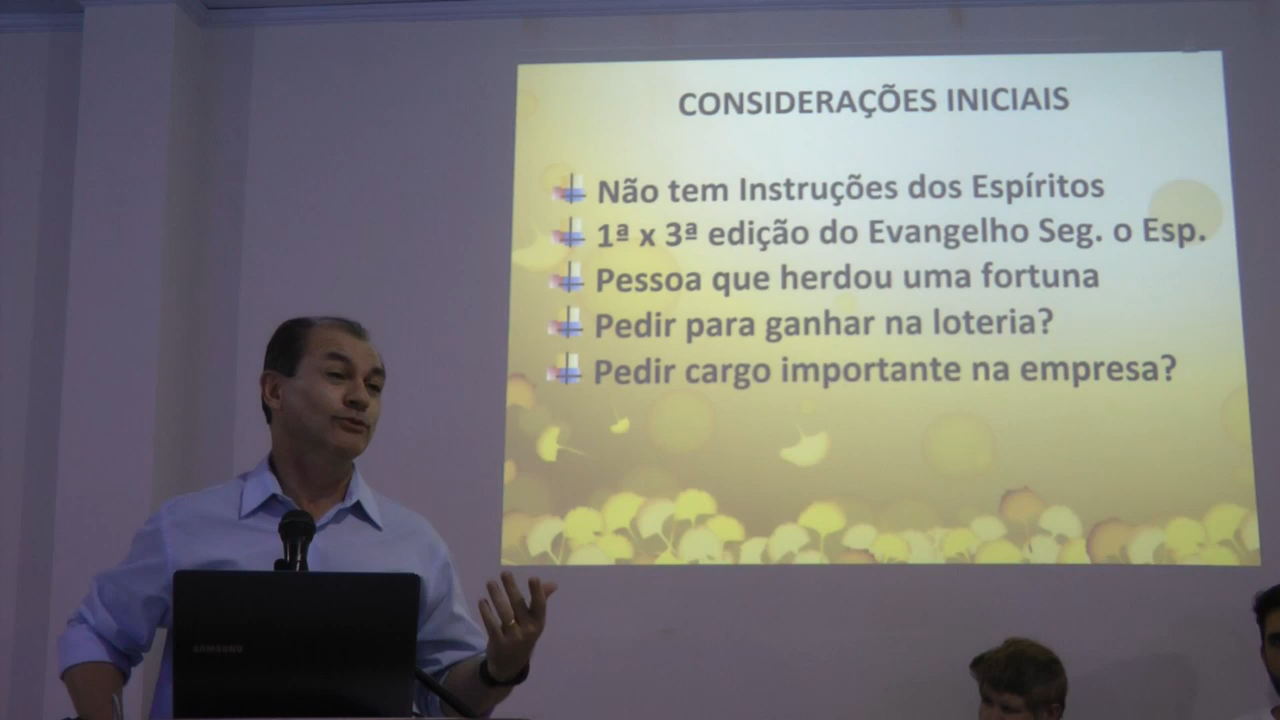 CONSIDERAÇÕES INICIAIS
Não tem Instruções dos Espíritos
1ª x 3ª edição do Evangelho Seg. o Esp.
Pessoa que herdou uma fortuna
Pedir para ganhar na loteria?
Pedir cargo importante na empresa?
SAMSUNG